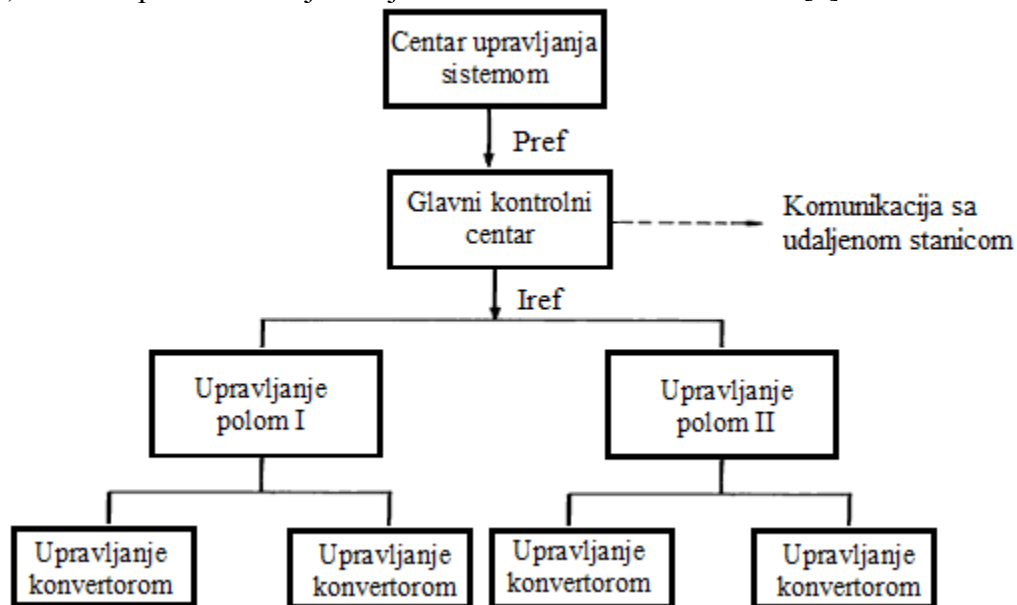 Centar upravljanja
sistemom
Pref
Glavni kontrolni
centar
Komunikacija sa
udaljenom stanicom
Iref
Upravljanje
polom I
Upravljanje
polom II
Upravljanje
konvertorom
Upravljanje
konvertorom
Upravljanje
konvertorom
Upravljanje
konvertorom